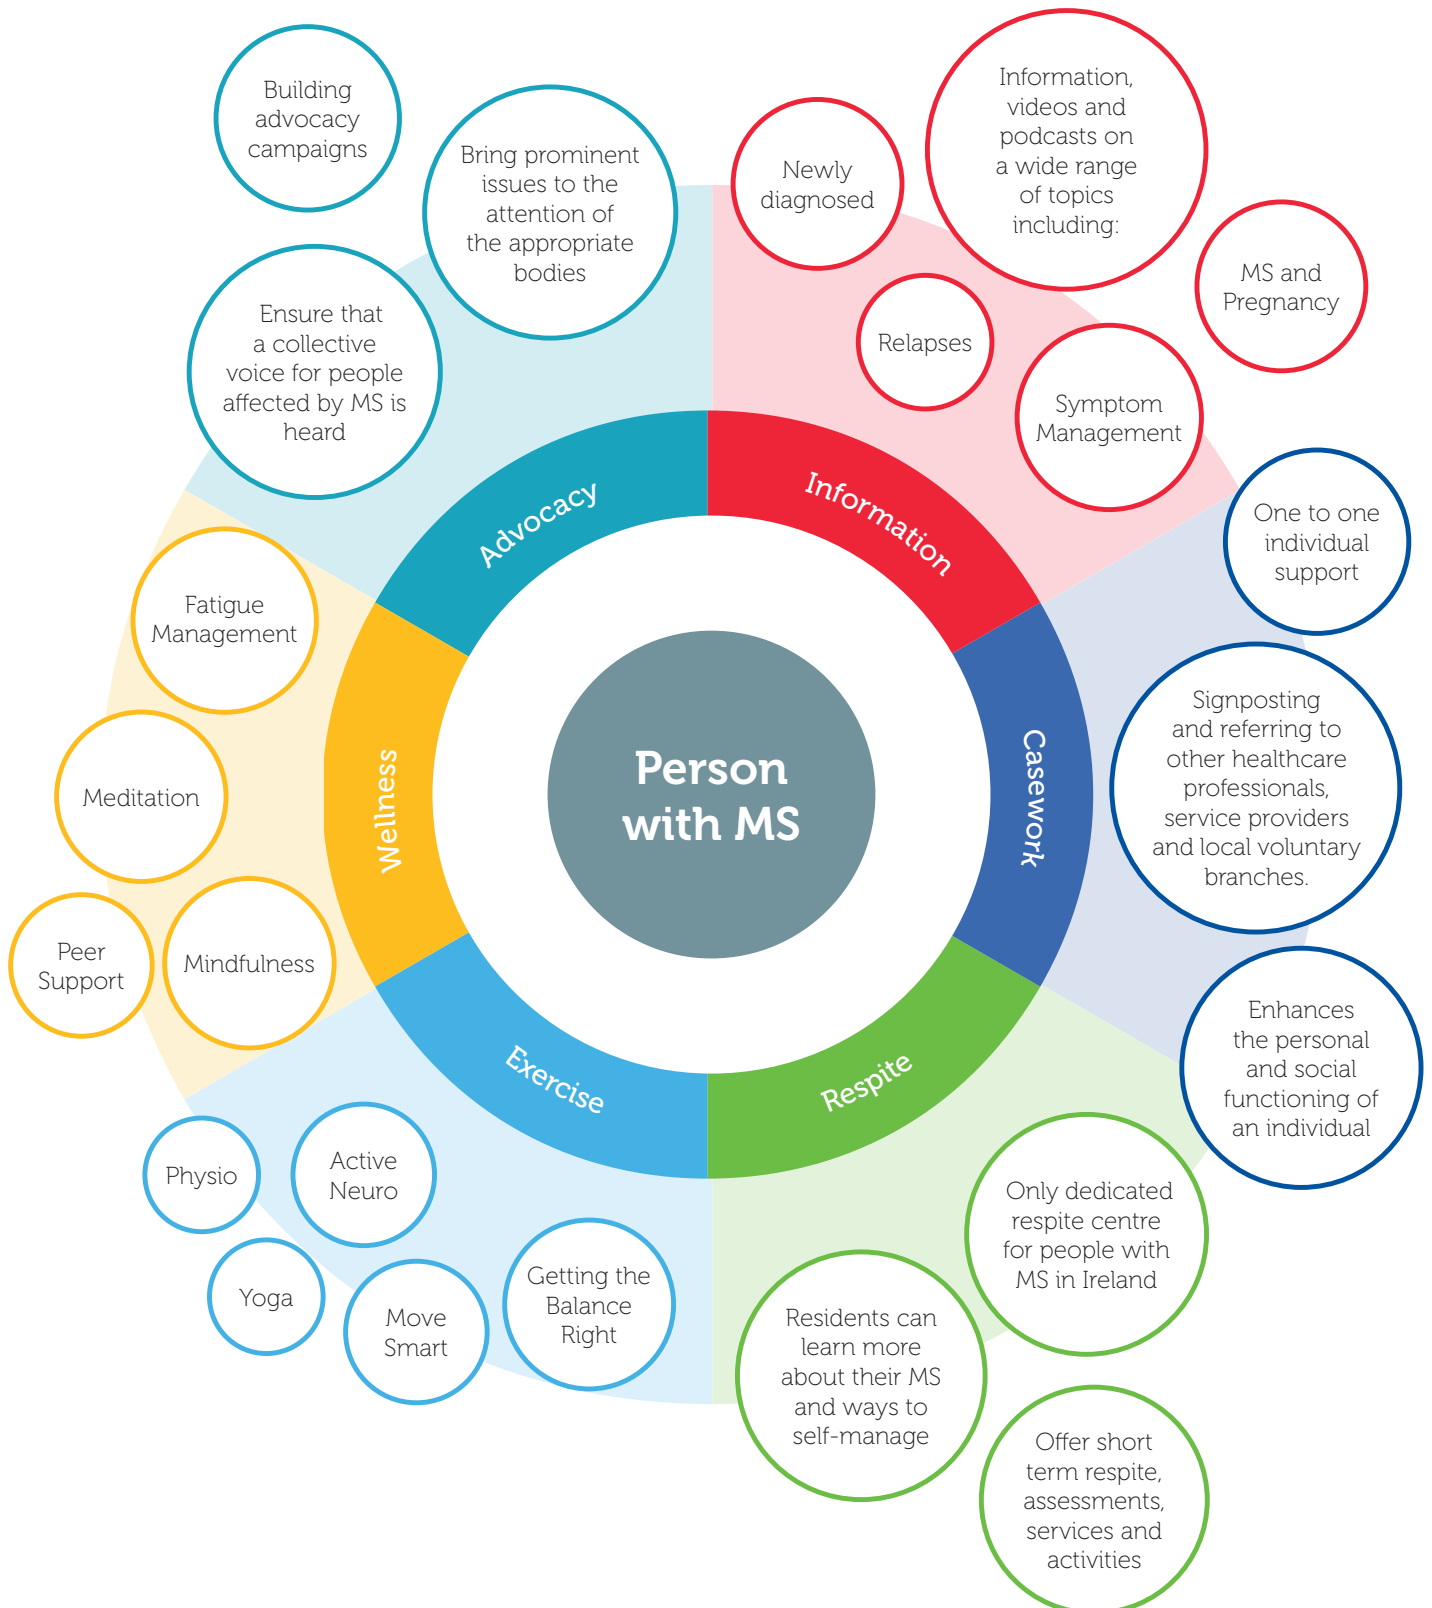 Building
advocacy
campaigns
Bring prominent
issues to the
attention of
the appropriate
bodies
Ensure that
a collective
voice for people
affected by MS is
heard
Newly
diagnosed
Information,
videos and
podcasts on
a wide range
of topics
including:
MS and
Pregnancy
Relapses
Symptom
Management
One to one
individual
support
Signposting
and referring to
other healthcare
professionals,
service providers
and local voluntary
branches.
Enhances
the personal
and social
functioning of
an individual
Only dedicated
respite centre
for people with
MS in Ireland
Residents can
learn more
about their MS
and ways to
self-manage
Offer short
term respite,
assessments,
services and
activities
Getting the
Balance
Right
Move
Smart
Yoga
Active
Neuro
Physio
Mindfulness
Peer
Support
Meditation
Fatigue
Management
Advocacy
Information
Casework
Respite
Exercise
Wellness
Person
with MS